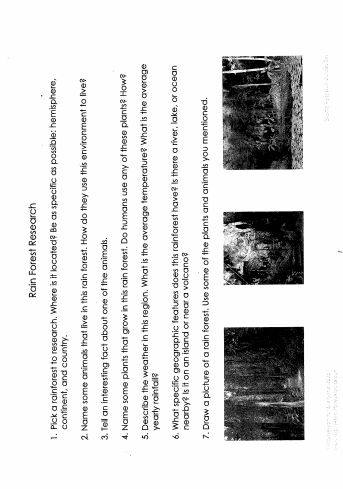 Rain Forest Research
1. Pick a rainforest to research. Where is it located? Be as specific as possible: hemisphere,
continent, and country.
2. Name some animals that live in this rain forest. How do they use this environment to live?
3. Tell an interesting fact about one of the animals.
4. Name some plants that grow in this rain forest. Do humans use any of these plants? How?
5. Describe the weather in this region. What is the average temperature? What is the average
yearly rainfall?
6. What specific geographic features does this rainforest have? Is there a river, lake, or ocean
nearby? Is it on an island or near a volcano?
7. Draw a picture of a rain forest. Use some of the plants and animals you mentioned.